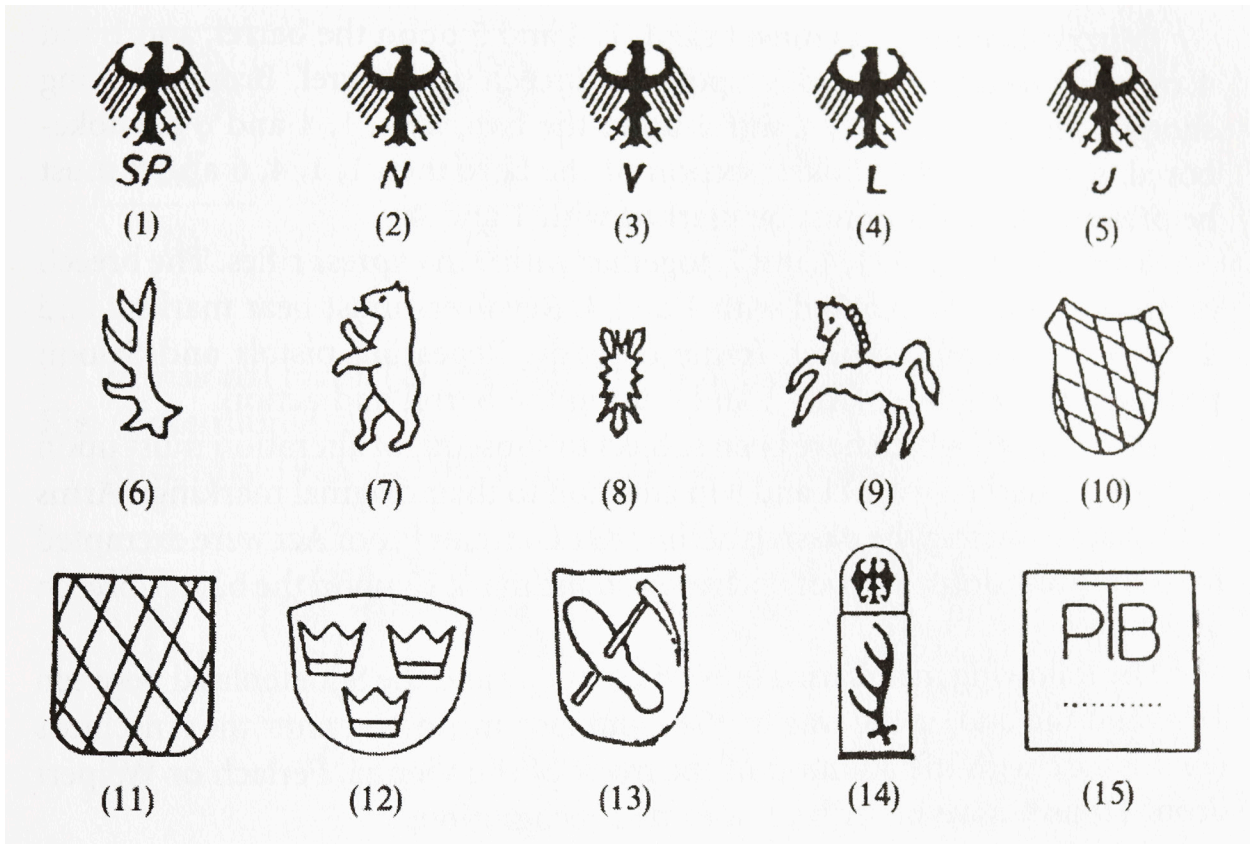 SP N V L J
(1) (2) (3) (4) (5)
(6) (7) (8) (9) (10)
PTB
(11) (12) (13) (14) (15)